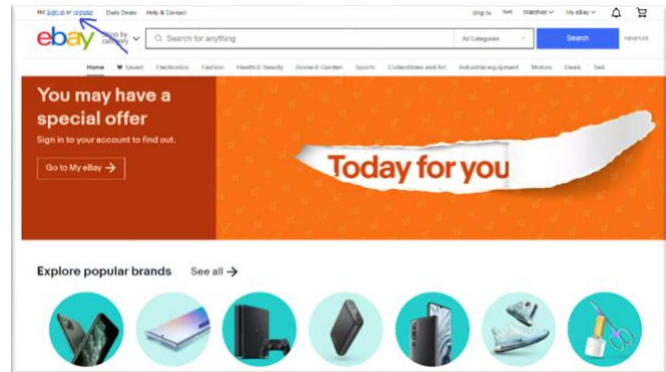 Hi! Sign in or register Daily Deals Help & Contact Ship to Sell Watchlist My eBay
ebay Shop by category Search for anything All Categories Search Advanced
Home Saved Electronics Fashion Health & Beauty Home & Garden Sports Collectibles and Art Industrial equipment Motors Deals Sell
You may have a
special offer
Sign in to your account to find out.
Go to My eBay →
Today for you
Explore popular brands See all →